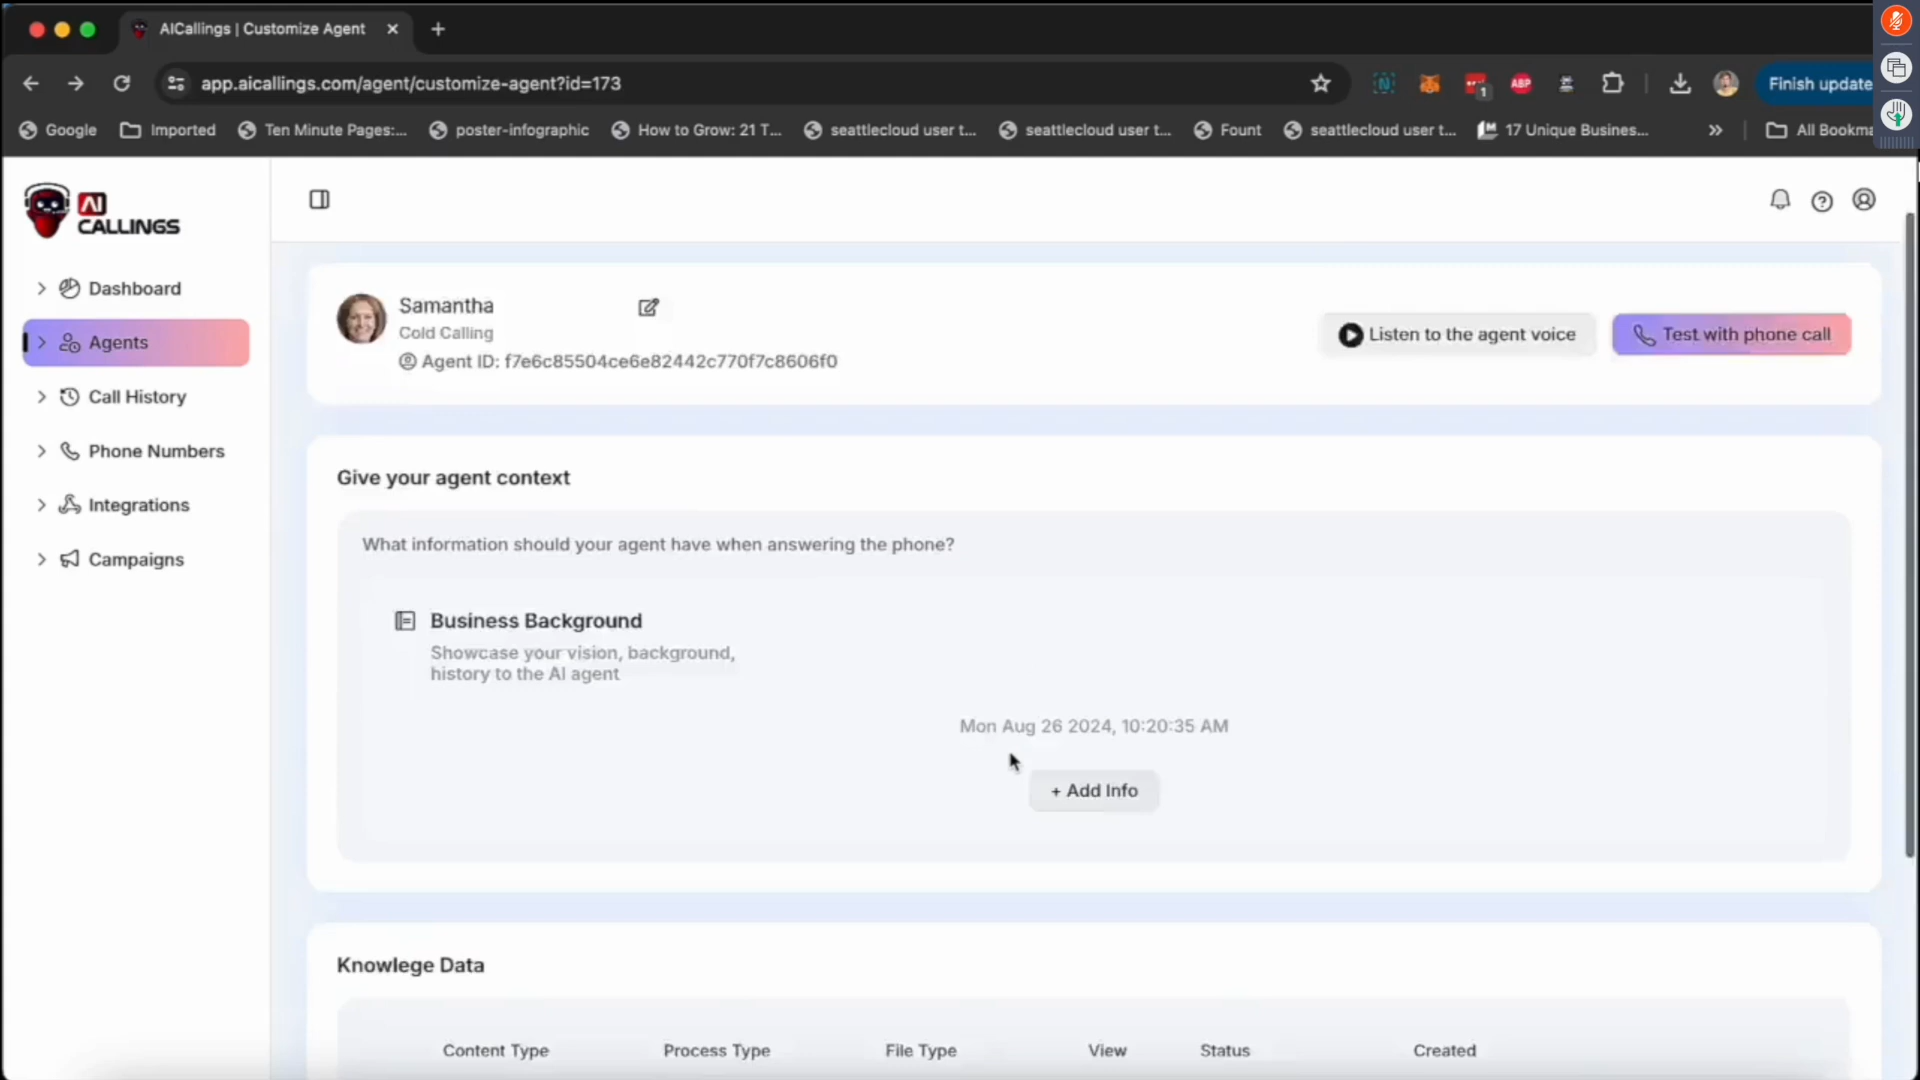 AICallings | Customize Agent
app.aicallings.com/agent/customize-agent?id=173
1
ABP
Finish update
Google
Imported
Ten Minute Pages:...
poster-infographic
How to Grow: 21 T...
seattlecloud user t...
seattlecloud user t...
Fount
seattlecloud user t...
17 Unique Busines...
»
All Bookma
AI
CALLINGS
Dashboard
Agents
Call History
Phone Numbers
Integrations
Campaigns
Samantha
Cold Calling
Agent ID: f7e6c85504ce6e82442c770f7c8606f0
Listen to the agent voice
Test with phone call
Give your agent context
What information should your agent have when answering the phone?
Business Background
Showcase your vision, background,
history to the AI agent
Mon Aug 26 2024, 10:20:35 AM
+ Add Info
Knowlege Data
Content Type
Process Type
File Type
View
Status
Created